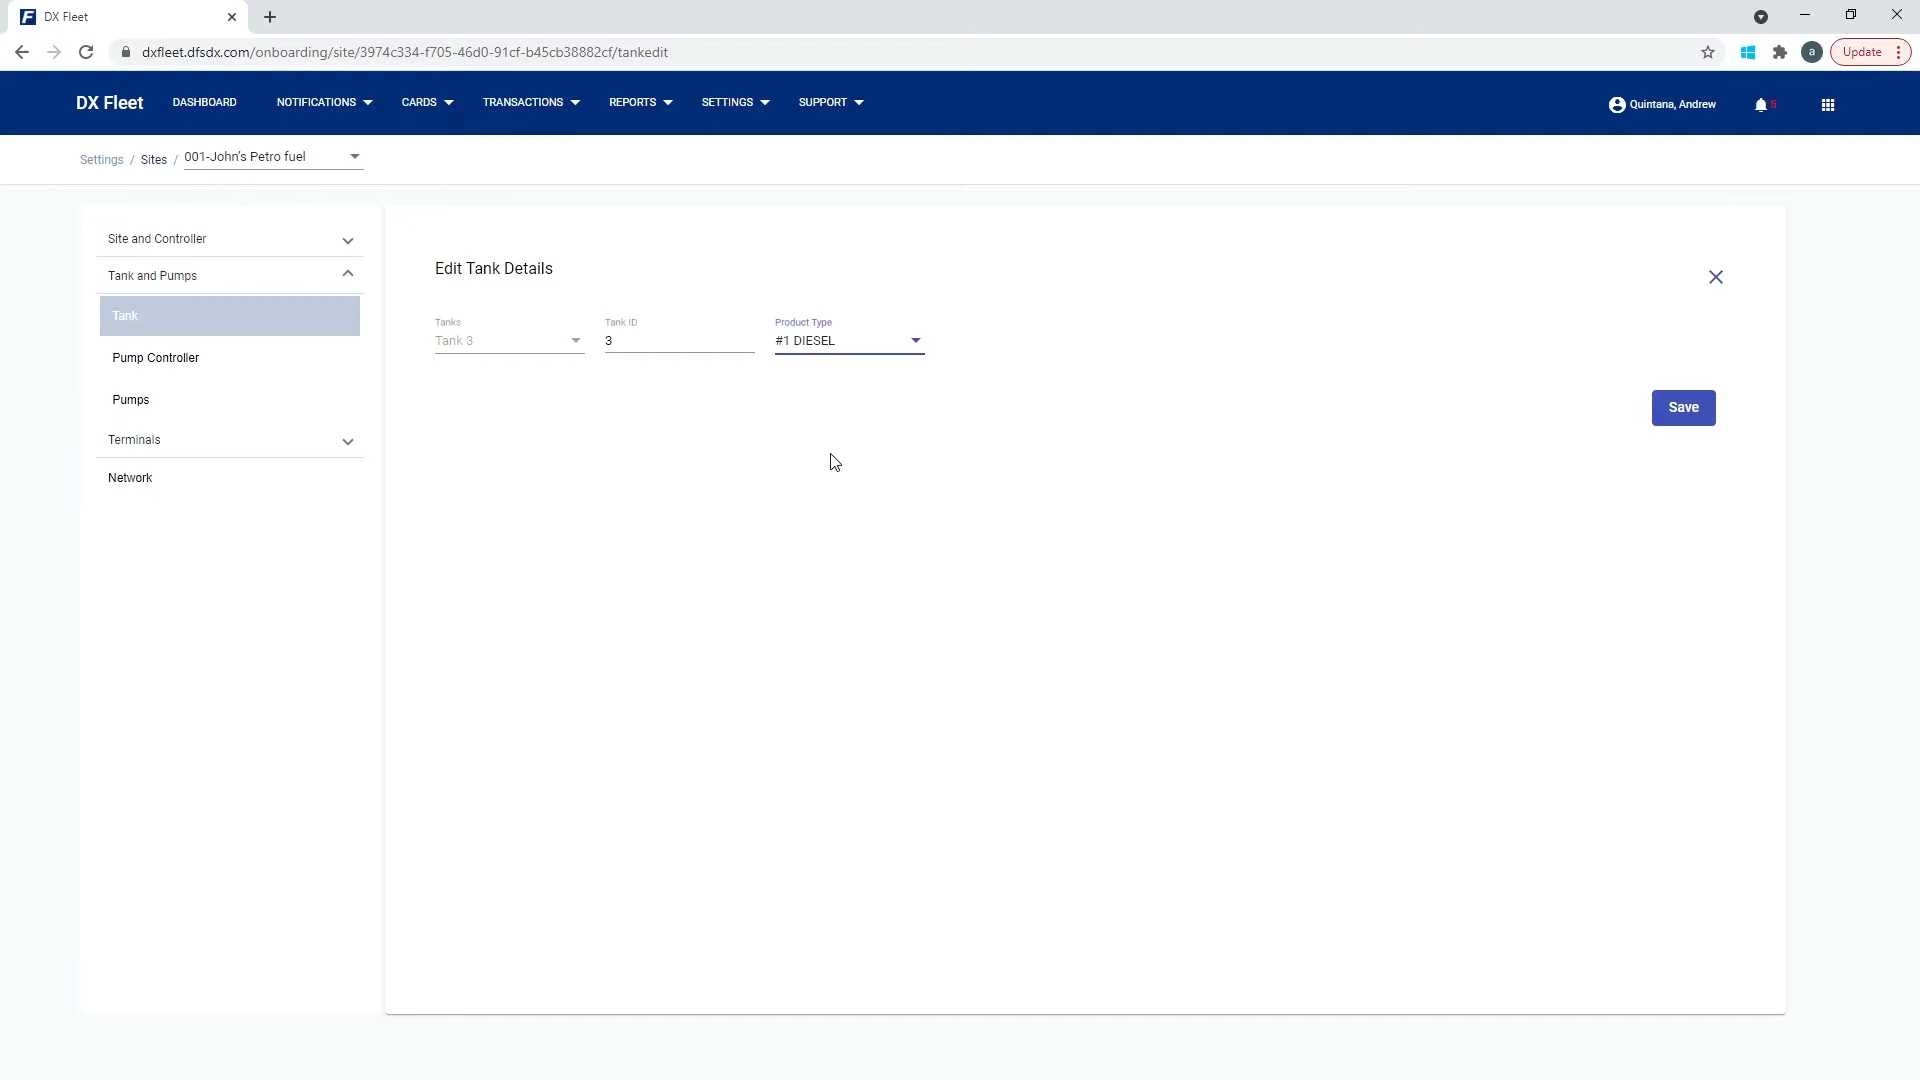 DX Fleet
dxfleet.dfsdx.com/onboarding/site/3974c334-f705-46d0-91cf-b45cb38882cf/tankedit
a
Update
DX Fleet DASHBOARD NOTIFICATIONS CARDS TRANSACTIONS REPORTS SETTINGS SUPPORT Quintana, Andrew 5
Settings / Sites / 001-John's Petro fuel
Site and Controller
Tank and Pumps
Tank
Pump Controller
Pumps
Terminals
Network
Edit Tank Details
Tanks Tank ID Product Type
Tank 3 3 #1 DIESEL
Save